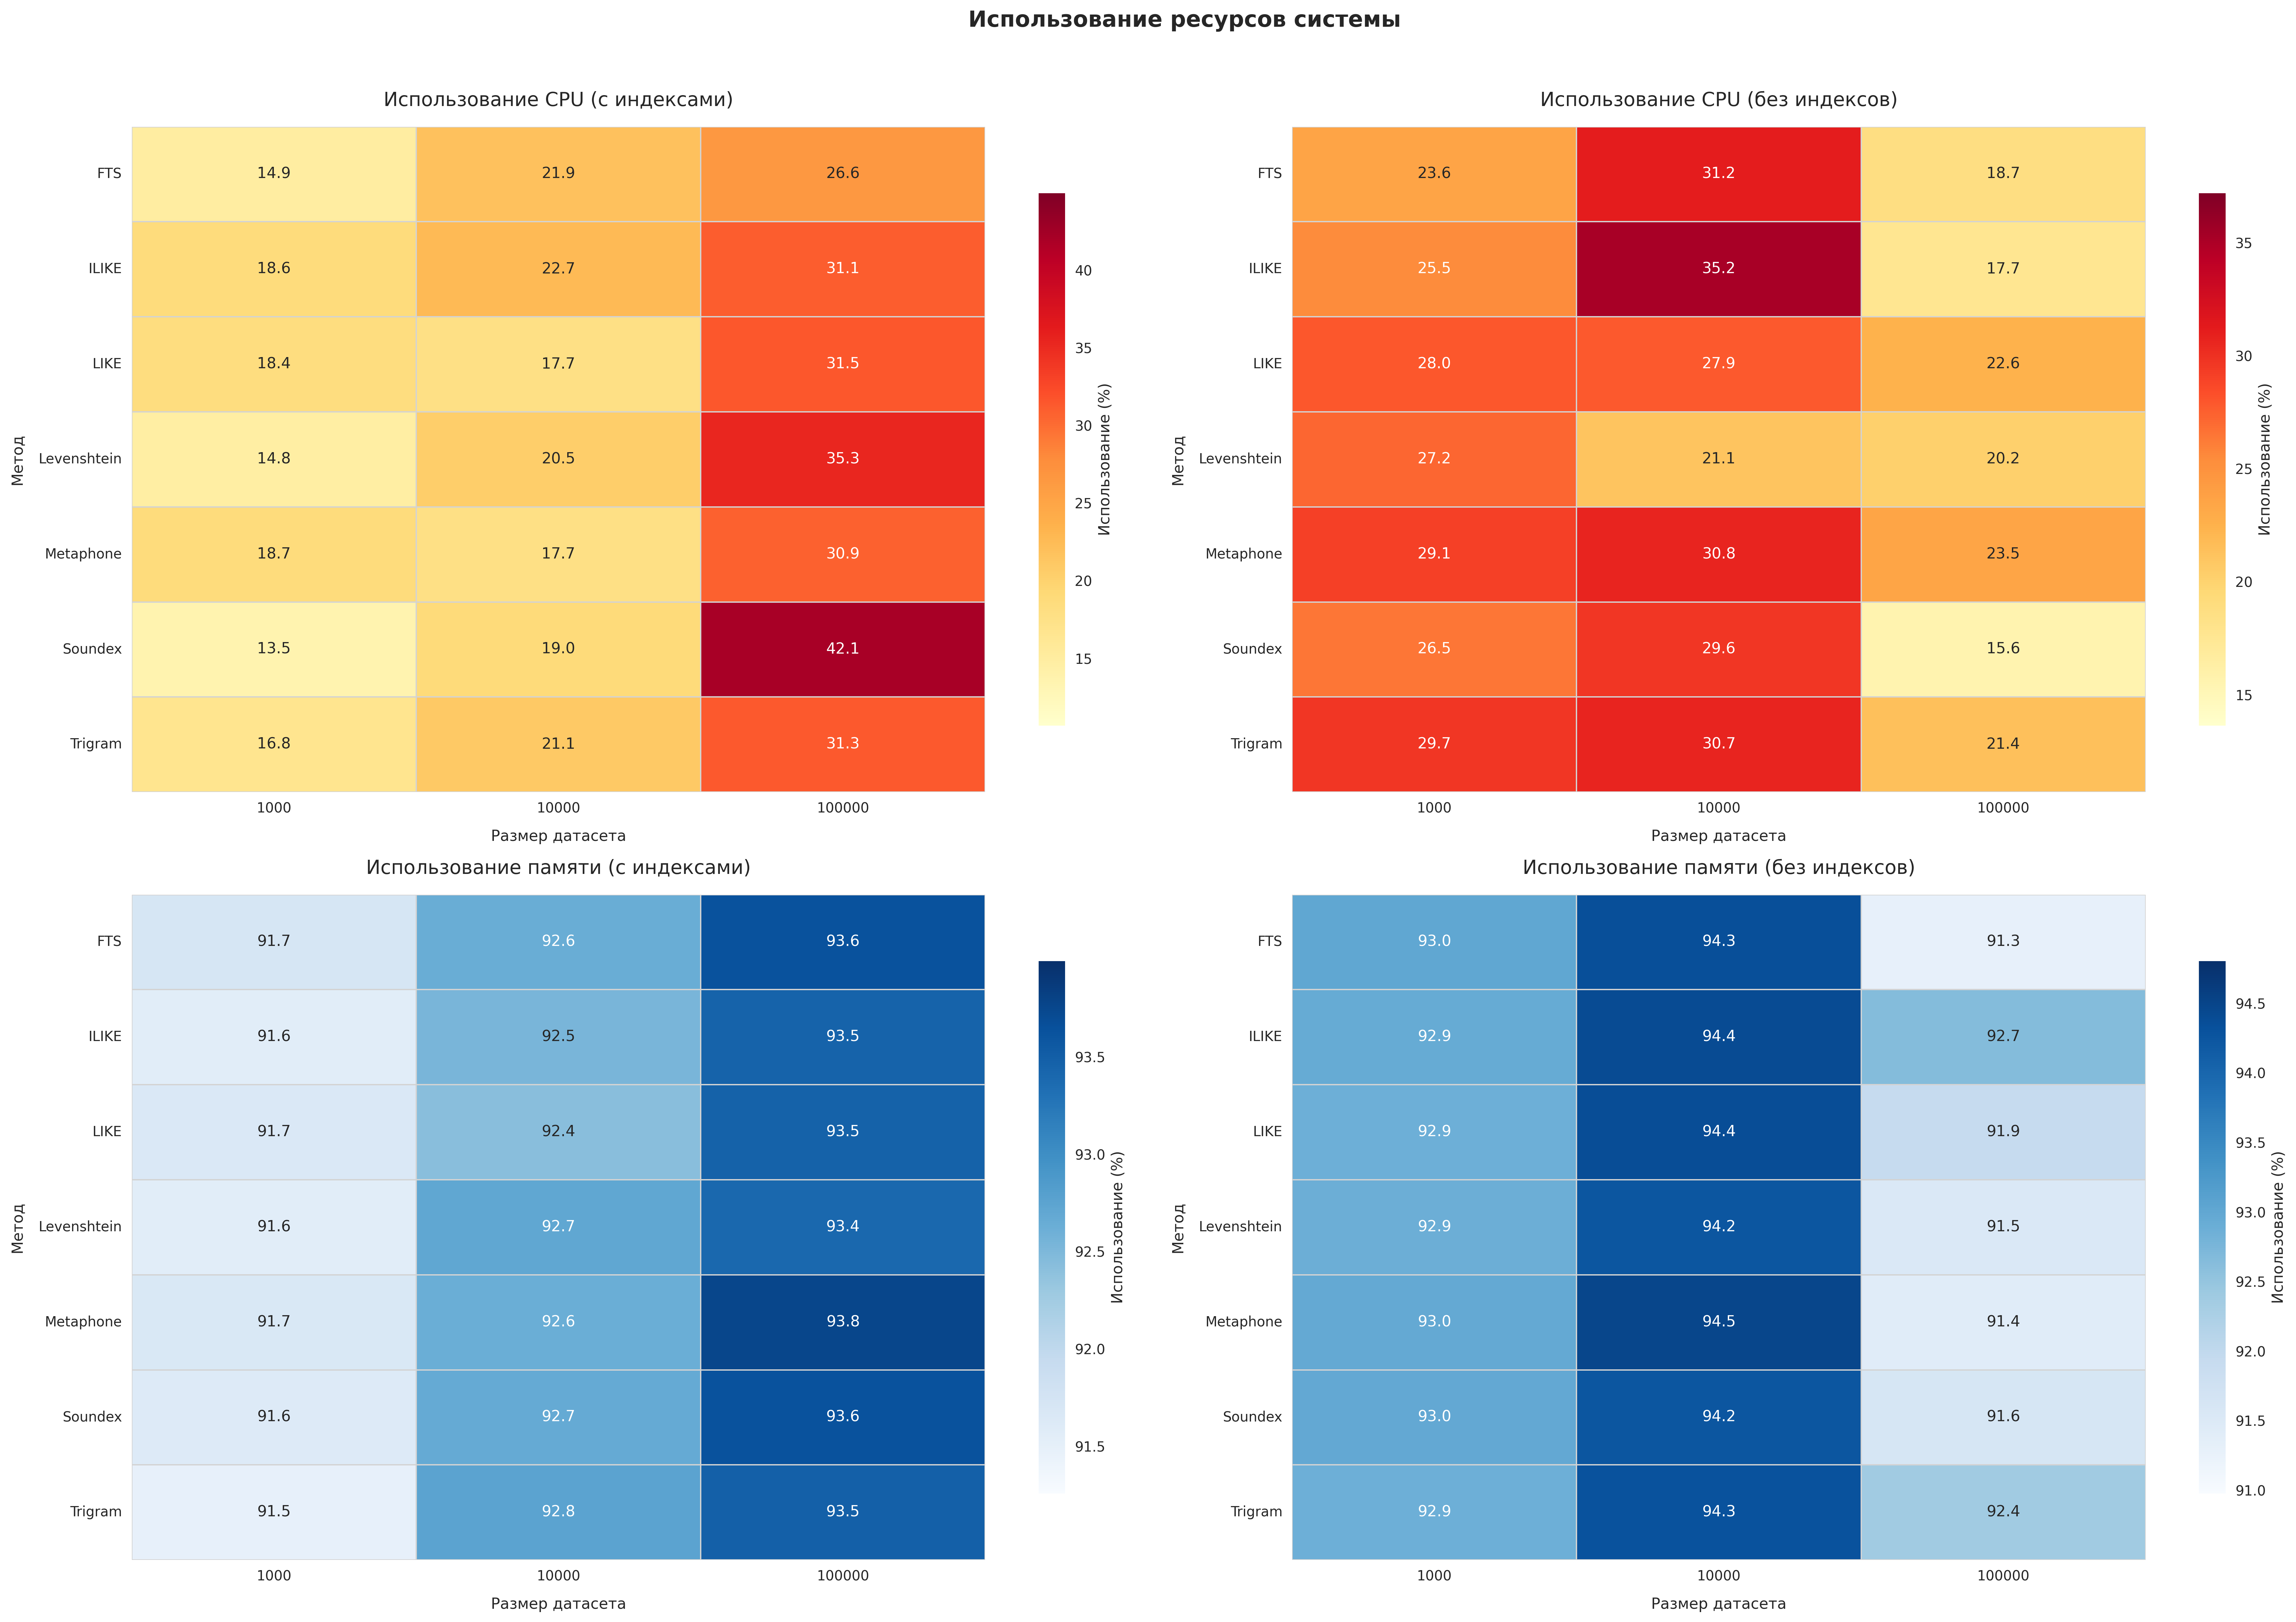 Использование ресурсов системы
Использование CPU (с индексами)
Метод
FTS 14.9 21.9 26.6
ILIKE 18.6 22.7 31.1
LIKE 18.4 17.7 31.5
Levenshtein 14.8 20.5 35.3
Metaphone 18.7 17.7 30.9
Soundex 13.5 19.0 42.1
Trigram 16.8 21.1 31.3
1000 10000 100000
Размер датасета
40
35
30
25
20
15
Использование (%)
Использование CPU (без индексов)
Метод
FTS 23.6 31.2 18.7
ILIKE 25.5 35.2 17.7
LIKE 28.0 27.9 22.6
Levenshtein 27.2 21.1 20.2
Metaphone 29.1 30.8 23.5
Soundex 26.5 29.6 15.6
Trigram 29.7 30.7 21.4
1000 10000 100000
Размер датасета
35
30
25
20
15
Использование (%)
Использование памяти (с индексами)
Метод
FTS 91.7 92.6 93.6
ILIKE 91.6 92.5 93.5
LIKE 91.7 92.4 93.5
Levenshtein 91.6 92.7 93.4
Metaphone 91.7 92.6 93.8
Soundex 91.6 92.7 93.6
Trigram 91.5 92.8 93.5
1000 10000 100000
Размер датасета
93.5
93.0
92.5
92.0
91.5
Использование (%)
Использование памяти (без индексов)
Метод
FTS 93.0 94.3 91.3
ILIKE 92.9 94.4 92.7
LIKE 92.9 94.4 91.9
Levenshtein 92.9 94.2 91.5
Metaphone 93.0 94.5 91.4
Soundex 93.0 94.2 91.6
Trigram 92.9 94.3 92.4
1000 10000 100000
Размер датасета
94.5
94.0
93.5
93.0
92.5
92.0
91.5
91.0
Использование (%)